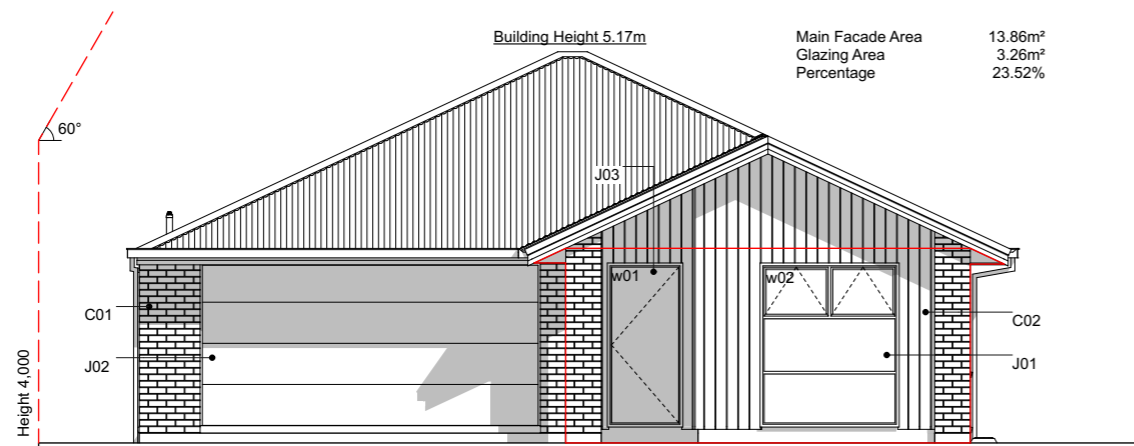 Building Height 5.17m
Main Facade Area 13.86m²
Glazing Area 3.26m²
Percentage 23.52%
60°
J03
w01
w02
C01
C02
J02
J01
Height 4,000